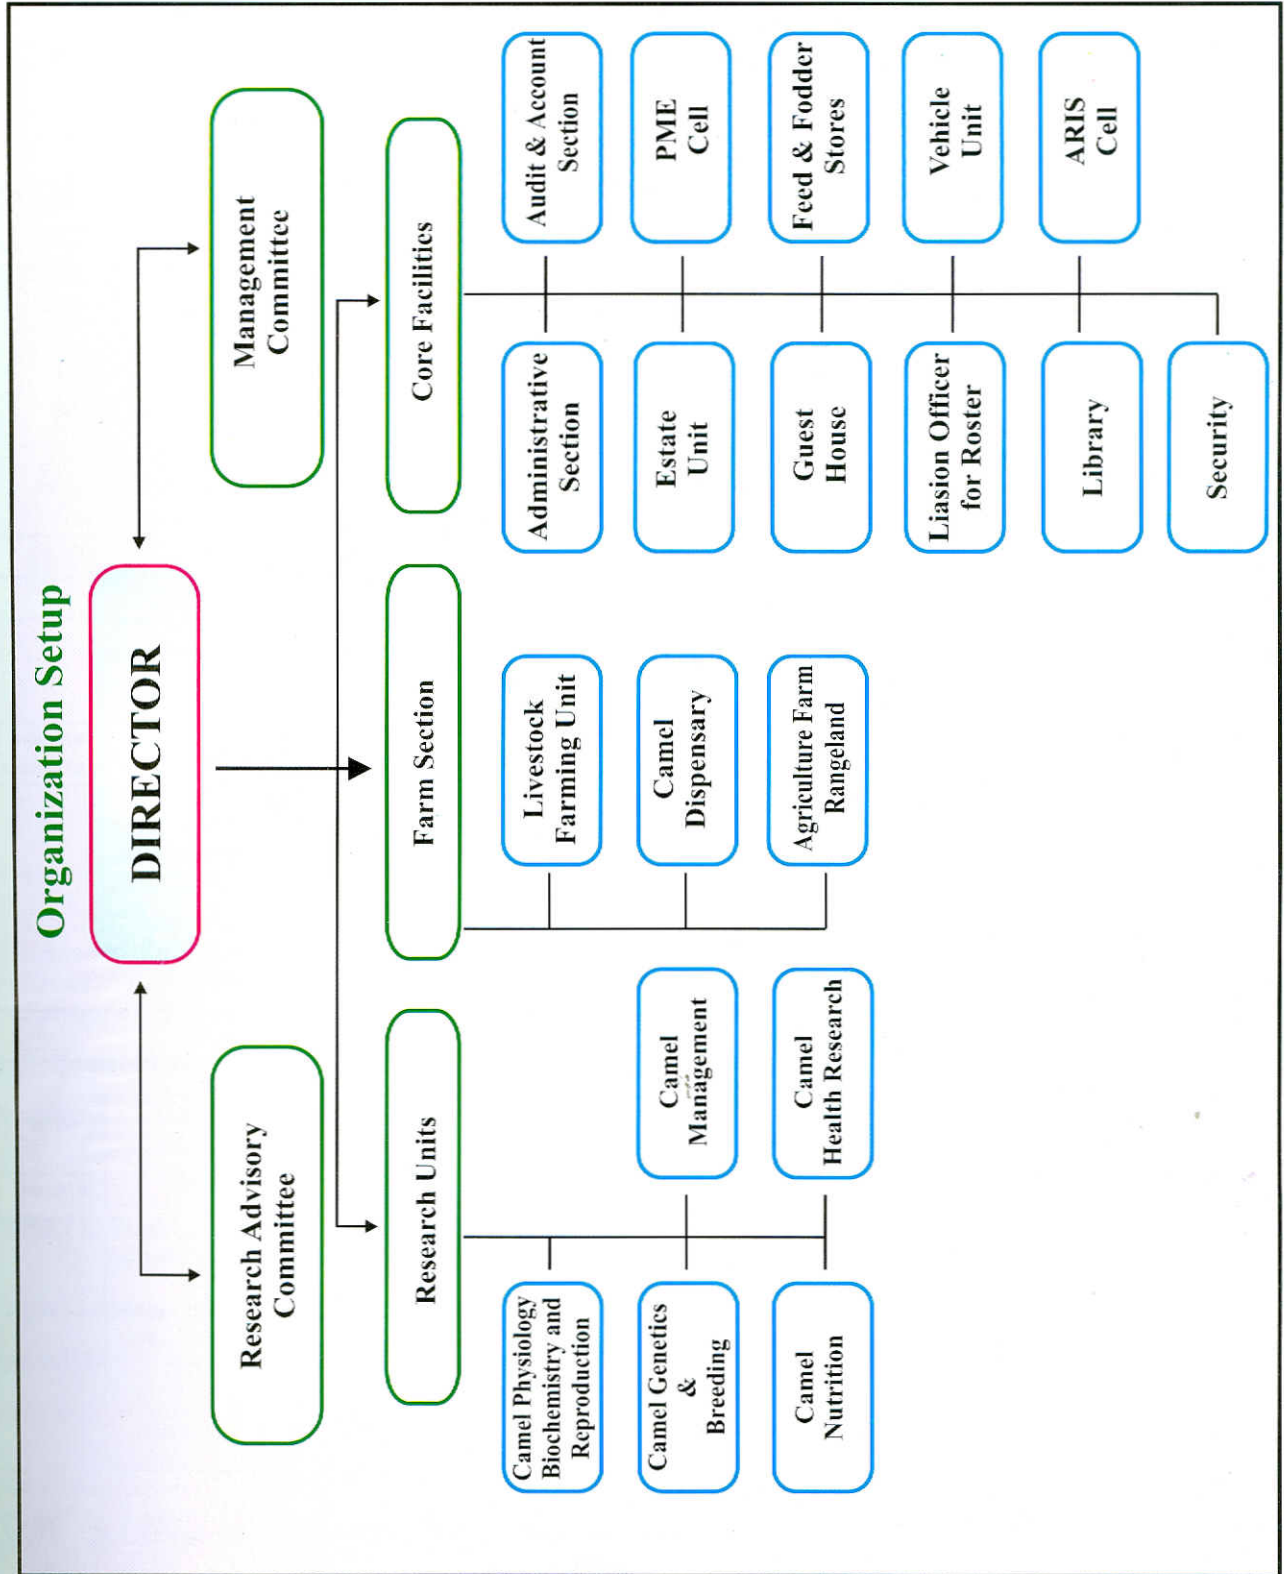 Organization Setup
DIRECTOR
Research Advisory
Committee
Management
Committee
Research Units
Farm Section
Core Facilities
Camel Physiology
Biochemistry and
Reproduction
Camel Genetics
&
Breeding
Camel
Management
Camel
Nutrition
Camel
Health Research
Livestock
Farming Unit
Camel
Dispensary
Agriculture Farm
Rangeland
Administrative
Section
Audit & Account
Section
Estate
Unit
PME
Cell
Guest
House
Feed & Fodder
Stores
Liasion Officer
for Roster
Vehicle
Unit
Library
ARIS
Cell
Security